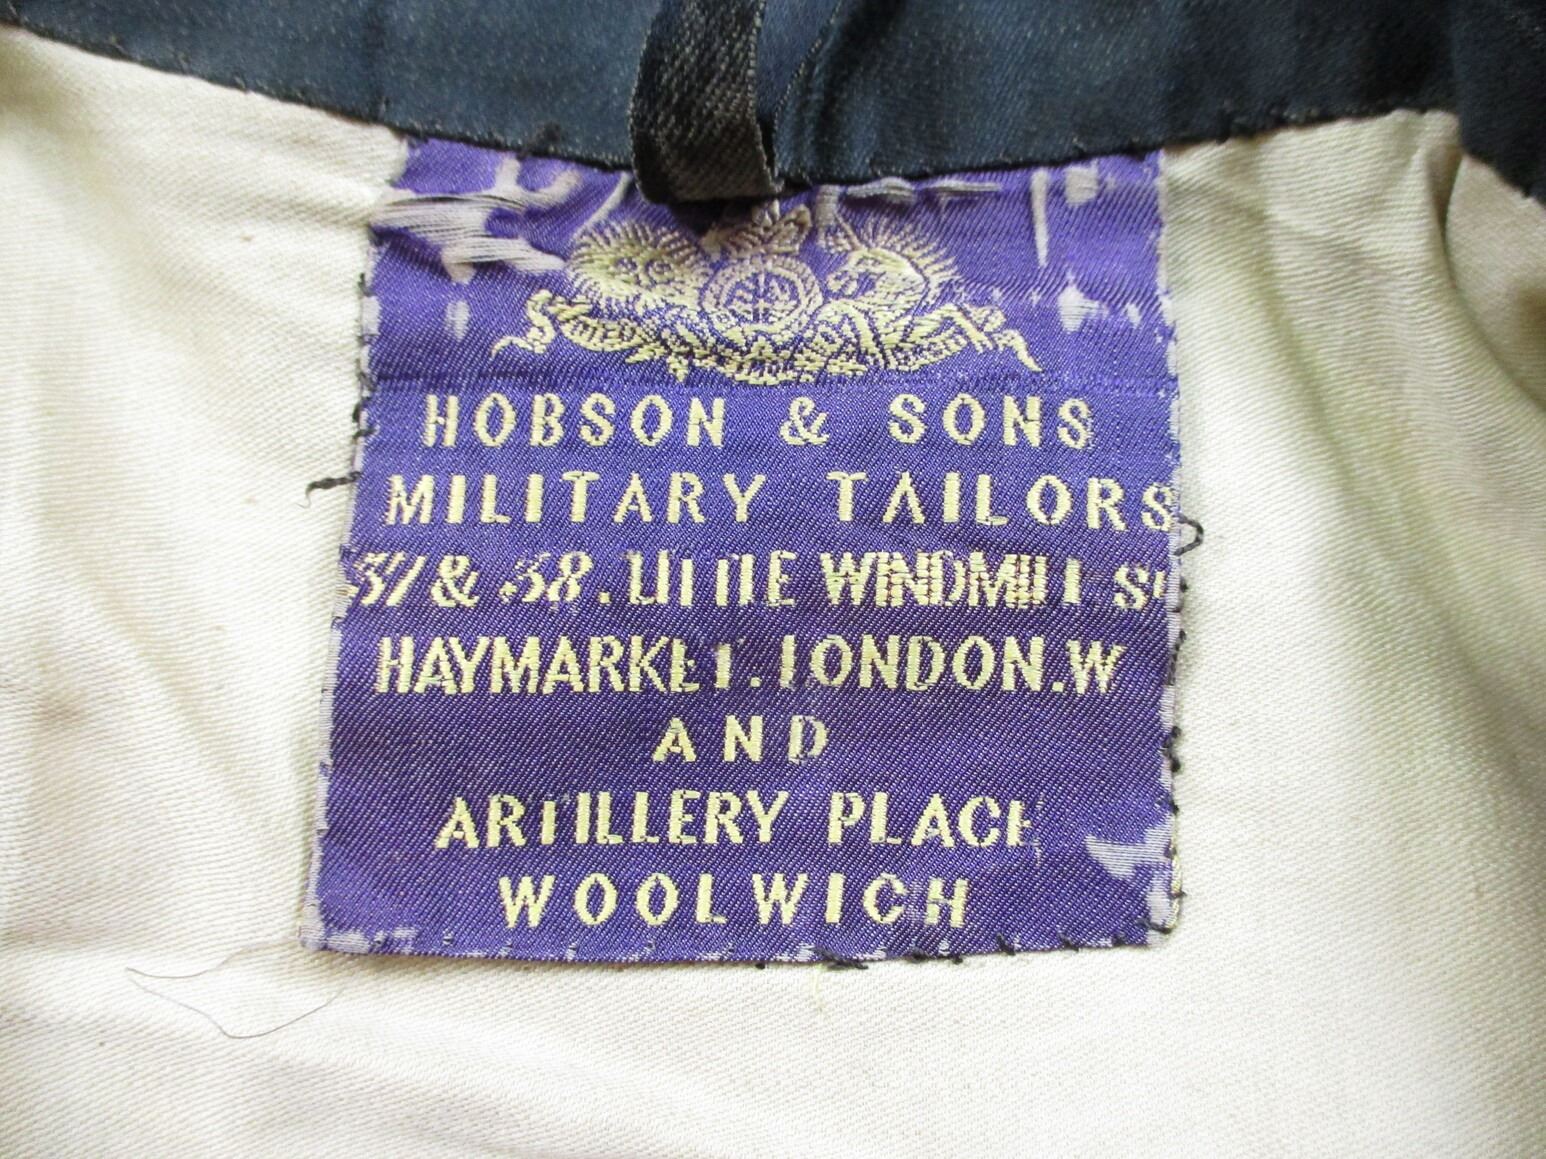 HOBSON & SONS
MILITARY TAILORS
37 & 38. LITTLE WINDMILL St
HAYMARKET. LONDON. W
AND
ARTILLERY PLACE
WOOLWICH